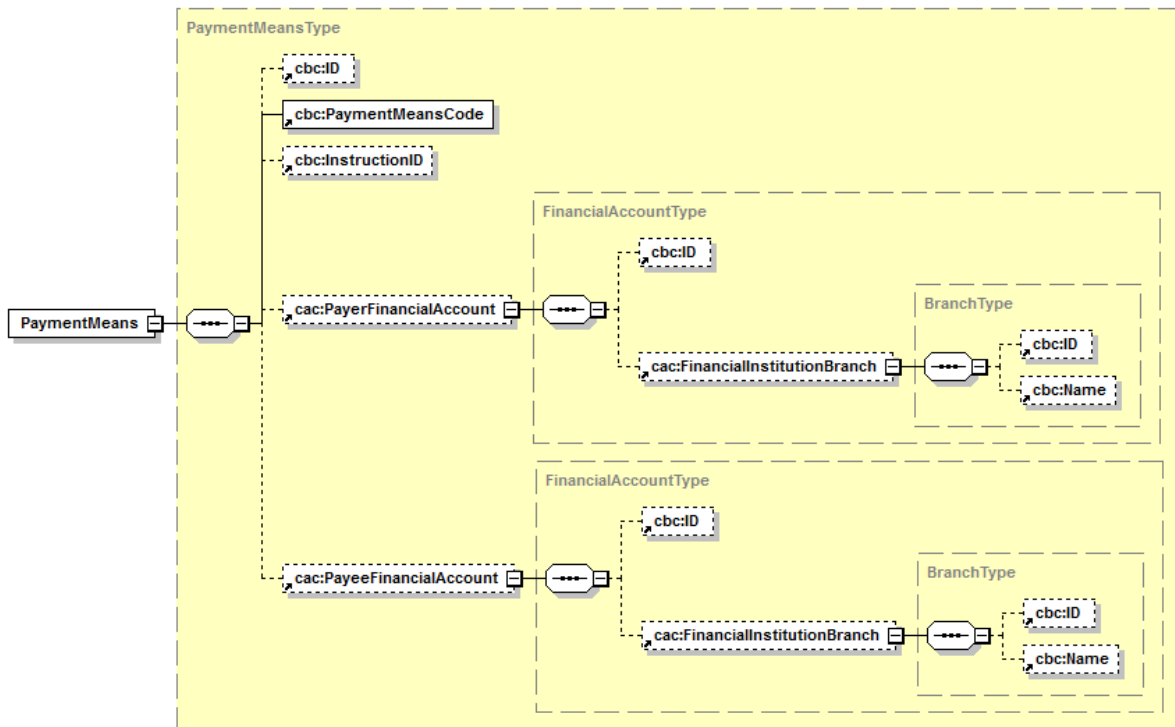 PaymentMeansType
cbc:ID
cbc:PaymentMeansCode
cbc:InstructionID
FinancialAccountType
cbc:ID
PaymentMeans
cac:PayerFinancialAccount
BranchType
cbc:ID
cac:FinancialInstitutionBranch
cbc:Name
FinancialAccountType
cbc:ID
cac:PayeeFinancialAccount
BranchType
cbc:ID
cac:FinancialInstitutionBranch
cbc:Name